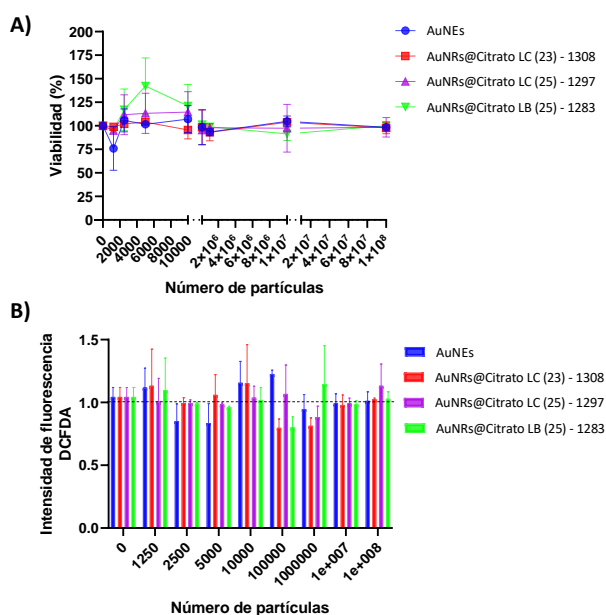 A)
Viabilidad (%)
200
175
150
125
100
75
50
25
0
0
2000
4000
6000
8000
10000
2×10⁶
4×10⁶
6×10⁶
8×10⁶
1×10⁷
2×10⁷
4×10⁷
6×10⁷
8×10⁷
1×10⁸
Número de partículas
AuNEs
AuNRs@Citrato LC (23) - 1308
AuNRs@Citrato LC (25) - 1297
AuNRs@Citrato LB (25) - 1283
B)
Intensidad de fluorescencia
DCFDA
1.5
1.0
0.5
0.0
0
1250
2500
5000
10000
100000
1000000
1e+007
1e+008
Número de partículas
AuNEs
AuNRs@Citrato LC (23) - 1308
AuNRs@Citrato LC (25) - 1297
AuNRs@Citrato LB (25) - 1283